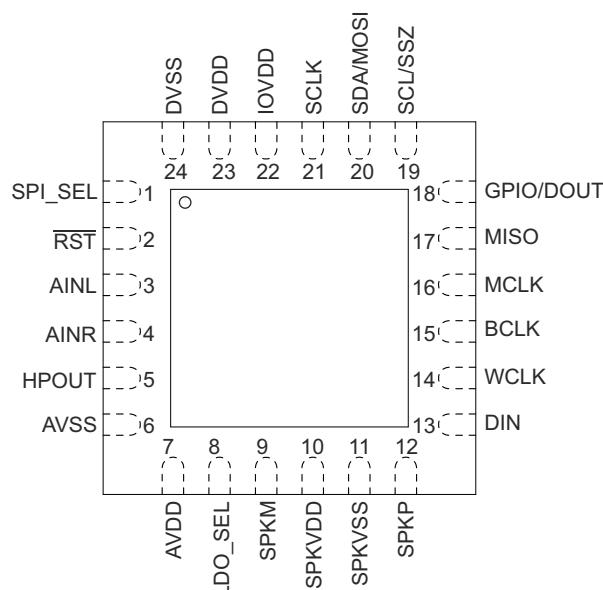 DVSS
DVDD
IOVDD
SCLK
SDA/MOSI
SCL/SSZ
24
23
22
21
20
19
SPI_SEL 1
RST 2
AINL 3
AINR 4
HPOUT 5
AVSS 6
18 GPIO/DOUT
17 MISO
16 MCLK
15 BCLK
14 WCLK
13 DIN
7
8
9
10
11
12
AVDD
LDO_SEL
SPKM
SPKVDD
SPKVSS
SPKP